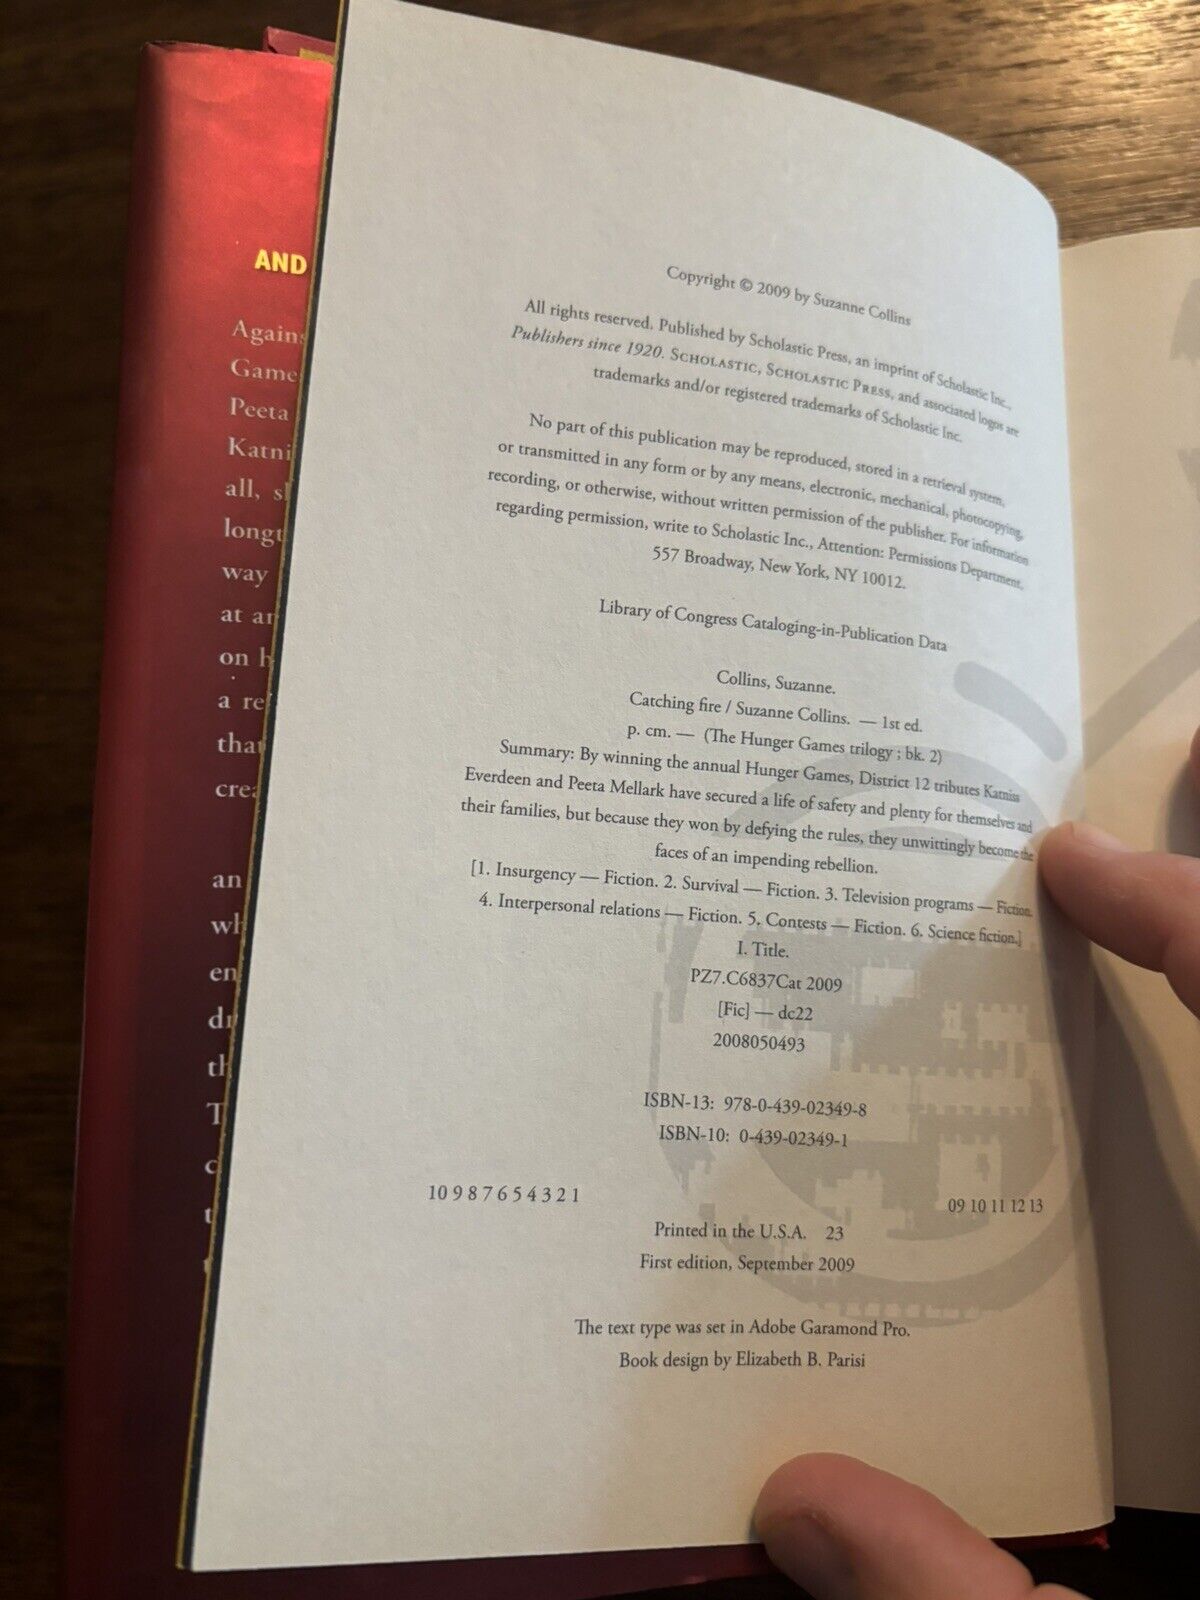 AND
Agains
Game
Peeta
Katni
all, sl
longt
way
at an
on h
a re
that
crea
an
wh
en
dr
th
T
c
t
Copyright © 2009 by Suzanne Collins
All rights reserved. Published by Scholastic Press, an imprint of Scholastic Inc.,
Publishers since 1920. SCHOLASTIC, SCHOLASTIC PRESS, and associated logos are
trademarks and/or registered trademarks of Scholastic Inc.
No part of this publication may be reproduced, stored in a retrieval system,
or transmitted in any form or by any means, electronic, mechanical, photocopying,
recording, or otherwise, without written permission of the publisher. For information
regarding permission, write to Scholastic Inc., Attention: Permissions Department,
557 Broadway, New York, NY 10012.
Library of Congress Cataloging-in-Publication Data
Collins, Suzanne.
Catching fire / Suzanne Collins. — 1st ed.
p. cm. — (The Hunger Games trilogy ; bk. 2)
Summary: By winning the annual Hunger Games, District 12 tributes Katniss
Everdeen and Peeta Mellark have secured a life of safety and plenty for themselves and
their families, but because they won by defying the rules, they unwittingly become the
faces of an impending rebellion.
[1. Insurgency — Fiction. 2. Survival — Fiction. 3. Television programs — Fiction.
4. Interpersonal relations — Fiction. 5. Contests — Fiction. 6. Science fiction.]
I. Title.
PZ7.C6837Cat 2009
[Fic] — dc22
2008050493
ISBN-13: 978-0-439-02349-8
ISBN-10: 0-439-02349-1
10 9 8 7 6 5 4 3 2 1 09 10 11 12 13
Printed in the U.S.A. 23
First edition, September 2009
The text type was set in Adobe Garamond Pro.
Book design by Elizabeth B. Parisi